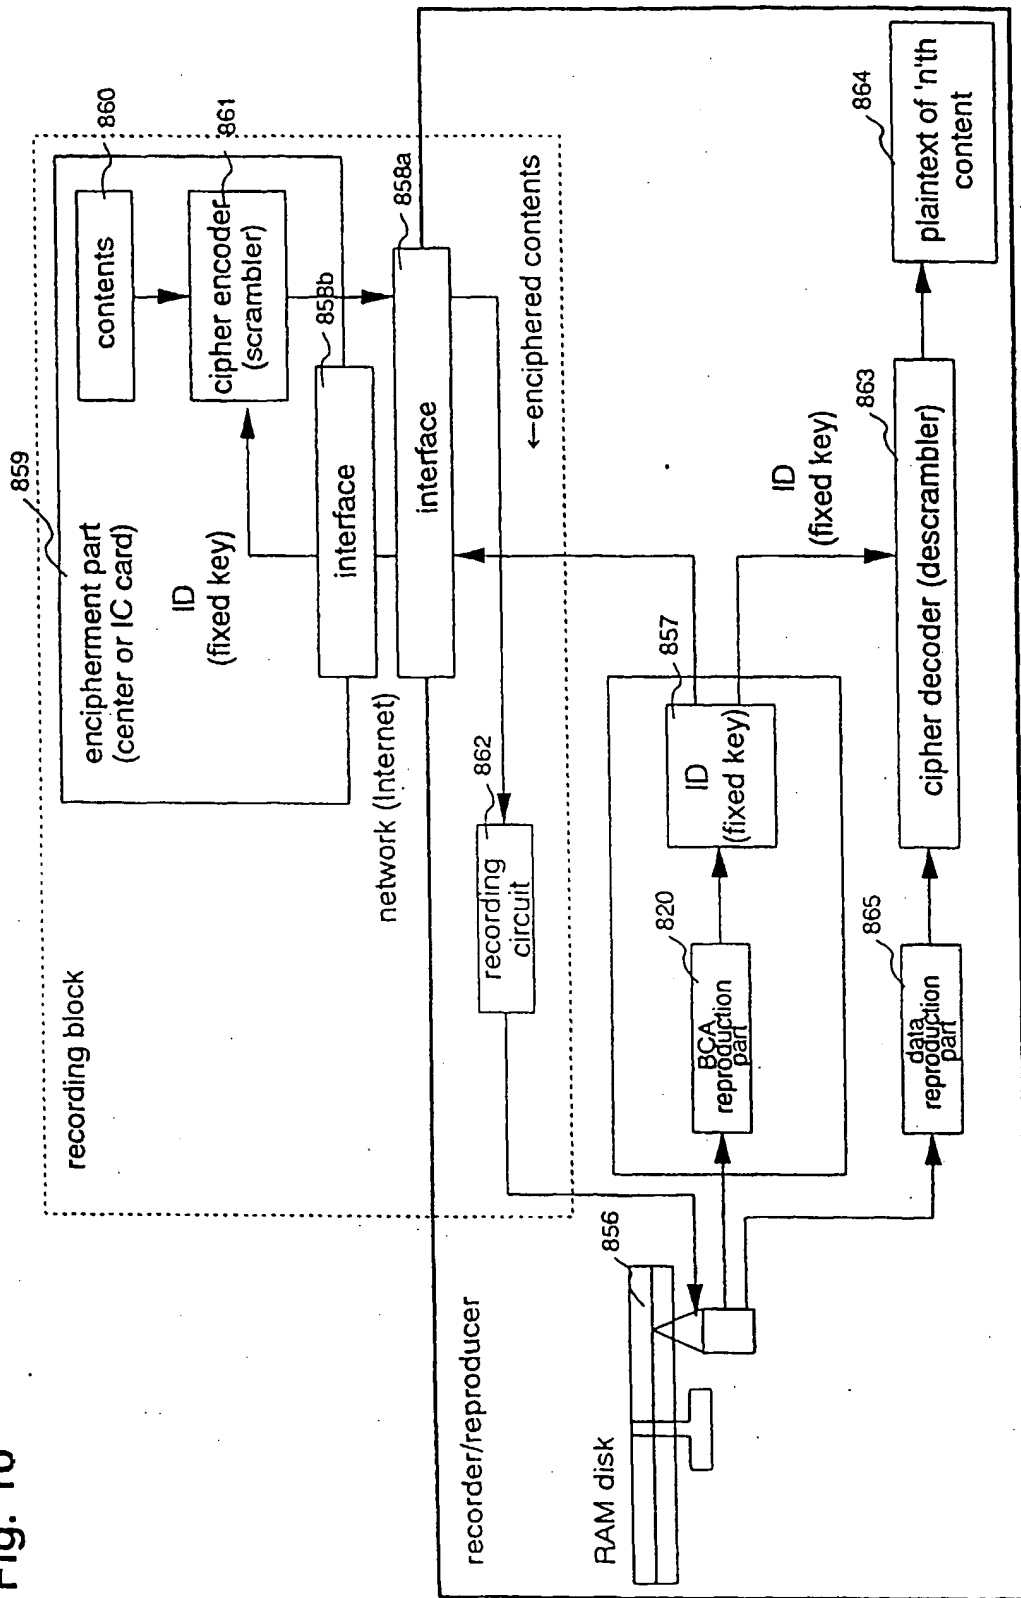 Fig. 16
recording block
859
encipherment part
(center or IC card)
ID
(fixed key)
contents
860
cipher encoder
(scrambler)
861
858b
interface
network (Internet)
858a
interface
862
recording
circuit
←enciphered contents
recorder/reproducer
RAM disk
856
820
BCA
reproduction
part
857
ID
(fixed key)
ID
(fixed key)
865
data
reproduction
part
863
cipher decoder (descrambler)
864
plaintext of 'n'th
content